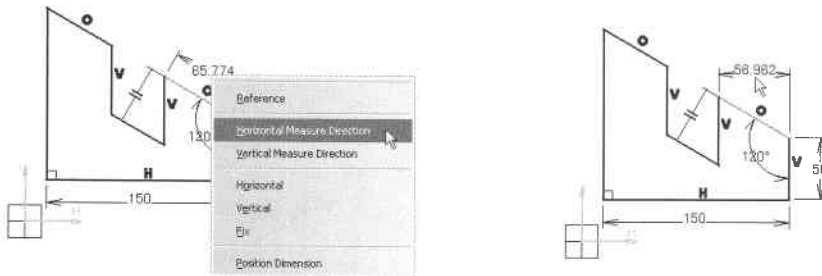 O
V
65.774
V
O
120
H
150
H
Reference
Horizontal Measure Direction
Vertical Measure Direction
Horizontal
Vertical
Fix
Position Dimension
O
V
56.962
V
O
120°
V
50
H
150